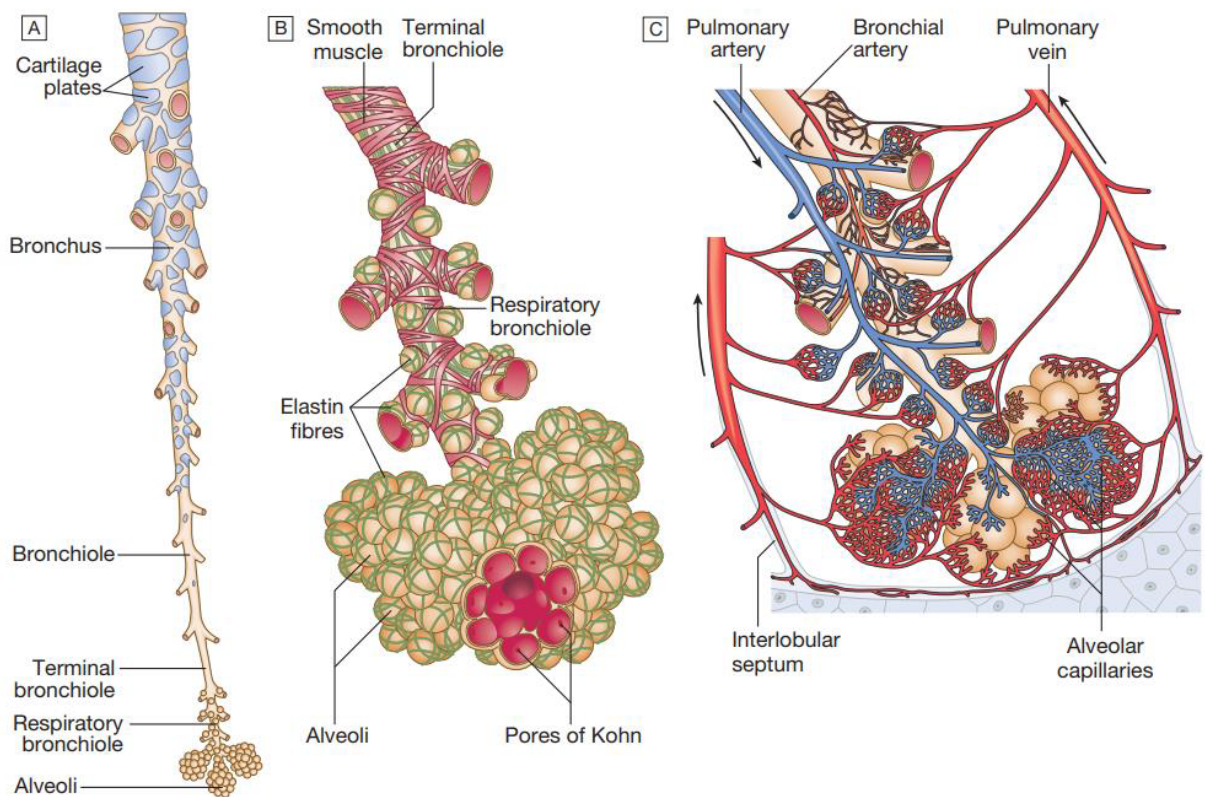 A
Cartilage
plates
Bronchus
Bronchiole
Terminal
bronchiole
Respiratory
bronchiole
Alveoli
B
Smooth
muscle
Terminal
bronchiole
Respiratory
bronchiole
Elastin
fibres
Alveoli
Pores of Kohn
C
Pulmonary
artery
Bronchial
artery
Pulmonary
vein
Interlobular
septum
Alveolar
capillaries